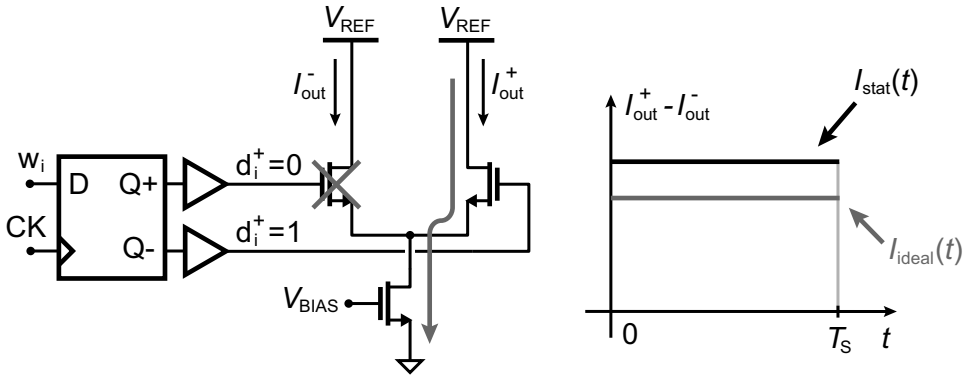 V_REF V_REF
I_out^- I_out^+
w_i D Q+ d_i^+=0
CK Q- d_i^+=1
V_BIAS
I_out^+ - I_out^-
I_stat(t)
I_ideal(t)
0 T_S t